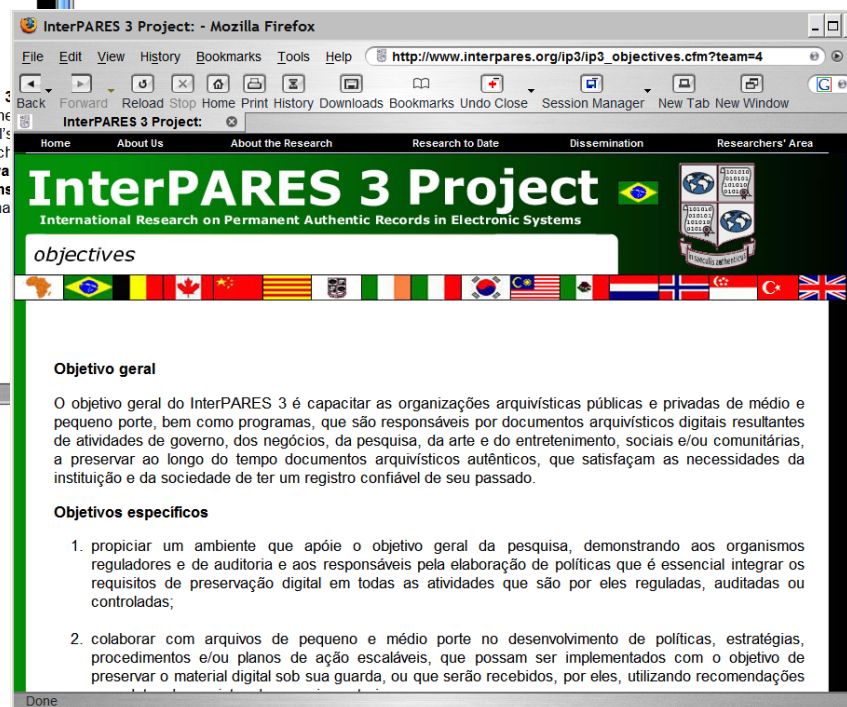 InterPARES 3 Project: - Mozilla Firefox
File Edit View History Bookmarks Tools Help http://www.interpares.org/ip3/ip3_objectives.cfm?team=4
Back Forward Reload Stop Home Print History Downloads Bookmarks Undo Close Session Manager New Tab New Window
InterPARES 3 Project:
Home About Us About the Research Research to Date Dissemination Researchers' Area
InterPARES 3 Project
International Research on Permanent Authentic Records in Electronic Systems
objectives
Objetivo geral
O objetivo geral do InterPARES 3 é capacitar as organizações arquivísticas públicas e privadas de médio e
pequeno porte, bem como programas, que são responsáveis por documentos arquivísticos digitais resultantes
de atividades de governo, dos negócios, da pesquisa, da arte e do entretenimento, sociais e/ou comunitárias,
a preservar ao longo do tempo documentos arquivísticos autênticos, que satisfaçam as necessidades da
instituição e da sociedade de ter um registro confiável de seu passado.
Objetivos específicos
1. propiciar um ambiente que apóie o objetivo geral da pesquisa, demonstrando aos organismos
reguladores e de auditoria e aos responsáveis pela elaboração de políticas que é essencial integrar os
requisitos de preservação digital em todas as atividades que são por eles reguladas, auditadas ou
controladas;
2. colaborar com arquivos de pequeno e médio porte no desenvolvimento de políticas, estratégias,
procedimentos e/ou planos de ação escaláveis, que possam ser implementados com o objetivo de
preservar o material digital sob sua guarda, ou que serão recebidos, por eles, utilizando recomendações
Done